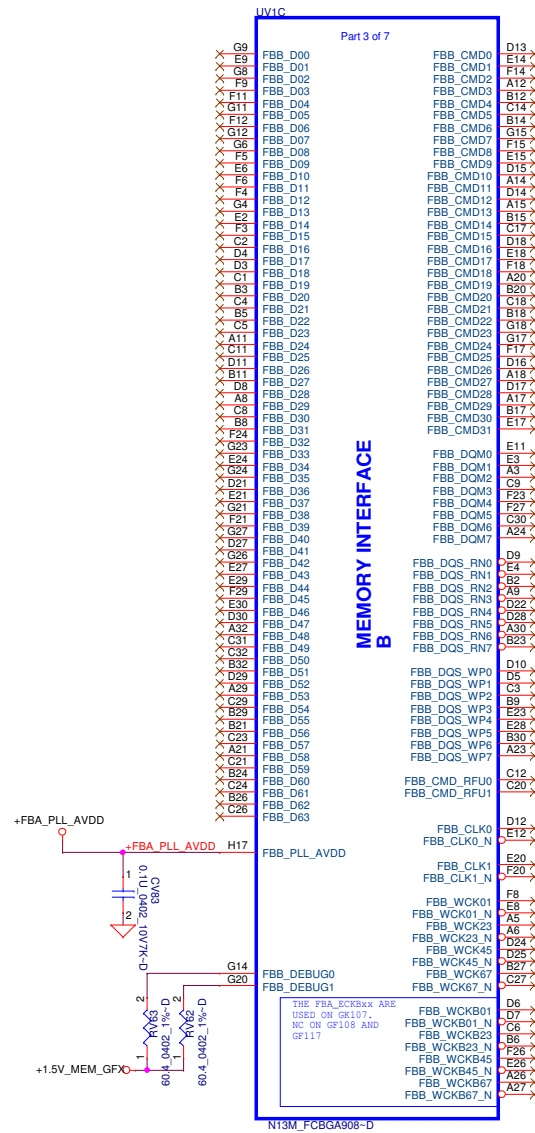 UV1C
Part 3 of 7
G9 FBB_D00
E9 FBB_D01
G8 FBB_D02
F9 FBB_D03
F11 FBB_D04
G11 FBB_D05
F12 FBB_D06
G12 FBB_D07
G6 FBB_D08
F5 FBB_D09
E6 FBB_D10
F6 FBB_D11
F4 FBB_D12
G4 FBB_D13
E2 FBB_D14
F3 FBB_D15
C2 FBB_D16
D4 FBB_D17
D3 FBB_D18
C1 FBB_D19
B3 FBB_D20
C4 FBB_D21
B5 FBB_D22
C5 FBB_D23
A11 FBB_D24
C11 FBB_D25
D11 FBB_D26
B11 FBB_D27
D8 FBB_D28
A8 FBB_D29
C8 FBB_D30
B8 FBB_D31
F24 FBB_D32
G23 FBB_D33
E24 FBB_D34
G24 FBB_D35
D21 FBB_D36
E21 FBB_D37
G21 FBB_D38
F21 FBB_D39
G27 FBB_D40
D27 FBB_D41
G26 FBB_D42
E27 FBB_D43
E29 FBB_D44
F29 FBB_D45
E30 FBB_D46
D30 FBB_D47
A32 FBB_D48
C31 FBB_D49
C32 FBB_D50
B32 FBB_D51
D29 FBB_D52
A29 FBB_D53
C29 FBB_D54
B29 FBB_D55
B21 FBB_D56
C23 FBB_D57
A21 FBB_D58
C21 FBB_D59
B24 FBB_D60
C24 FBB_D61
B26 FBB_D62
C26 FBB_D63
+FBA_PLL_AVDD
+FBA_PLL_AVDD H17 FBB_PLL_AVDD
1
2
CV83
0.1U_0402_10V7K~D
G14 FBB_DEBUG0
G20 FBB_DEBUG1
2
1
RV63
60.4_0402_1%~D
2
1
RV62
60.4_0402_1%~D
+1.5V_MEM_GFX
MEMORY INTERFACE
B
FBB_CMD0 D13
FBB_CMD1 E14
FBB_CMD2 F14
FBB_CMD3 A12
FBB_CMD4 B12
FBB_CMD5 C14
FBB_CMD6 B14
FBB_CMD7 G15
FBB_CMD8 F15
FBB_CMD9 E15
FBB_CMD10 D15
FBB_CMD11 A14
FBB_CMD12 D14
FBB_CMD13 A15
FBB_CMD14 B15
FBB_CMD15 C17
FBB_CMD16 D18
FBB_CMD17 E18
FBB_CMD18 F18
FBB_CMD19 A20
FBB_CMD20 B20
FBB_CMD21 C18
FBB_CMD22 B18
FBB_CMD23 G18
FBB_CMD24 G17
FBB_CMD25 F17
FBB_CMD26 D16
FBB_CMD27 A18
FBB_CMD28 D17
FBB_CMD29 A17
FBB_CMD30 B17
FBB_CMD31 E17
FBB_DQM0 E11
FBB_DQM1 E3
FBB_DQM2 A3
FBB_DQM3 C9
FBB_DQM4 F23
FBB_DQM5 F27
FBB_DQM6 C30
FBB_DQM7 A24
FBB_DQS_RN0 D9
FBB_DQS_RN1 E4
FBB_DQS_RN2 B2
FBB_DQS_RN3 A9
FBB_DQS_RN4 D22
FBB_DQS_RN5 D28
FBB_DQS_RN6 A30
FBB_DQS_RN7 B23
FBB_DQS_WP0 D10
FBB_DQS_WP1 D5
FBB_DQS_WP2 C3
FBB_DQS_WP3 B9
FBB_DQS_WP4 E23
FBB_DQS_WP5 E28
FBB_DQS_WP6 B30
FBB_DQS_WP7 A23
FBB_CMD_RFU0 C12
FBB_CMD_RFU1 C20
FBB_CLK0 D12
FBB_CLK0_N E12
FBB_CLK1 E20
FBB_CLK1_N F20
FBB_WCK01 F8
FBB_WCK01_N E8
FBB_WCK23 A5
FBB_WCK23_N A6
FBB_WCK45 D24
FBB_WCK45_N D25
FBB_WCK67 B27
FBB_WCK67_N C27
THE FBA_ECKBxx ARE
USED ON GK107.
NC ON GF108 AND
GF117
FBB_WCKB01 D6
FBB_WCKB01_N D7
FBB_WCKB23 C6
FBB_WCKB23_N B6
FBB_WCKB45 F26
FBB_WCKB45_N E26
FBB_WCKB67 A26
FBB_WCKB67_N A27
N13M_FCBGA908~D